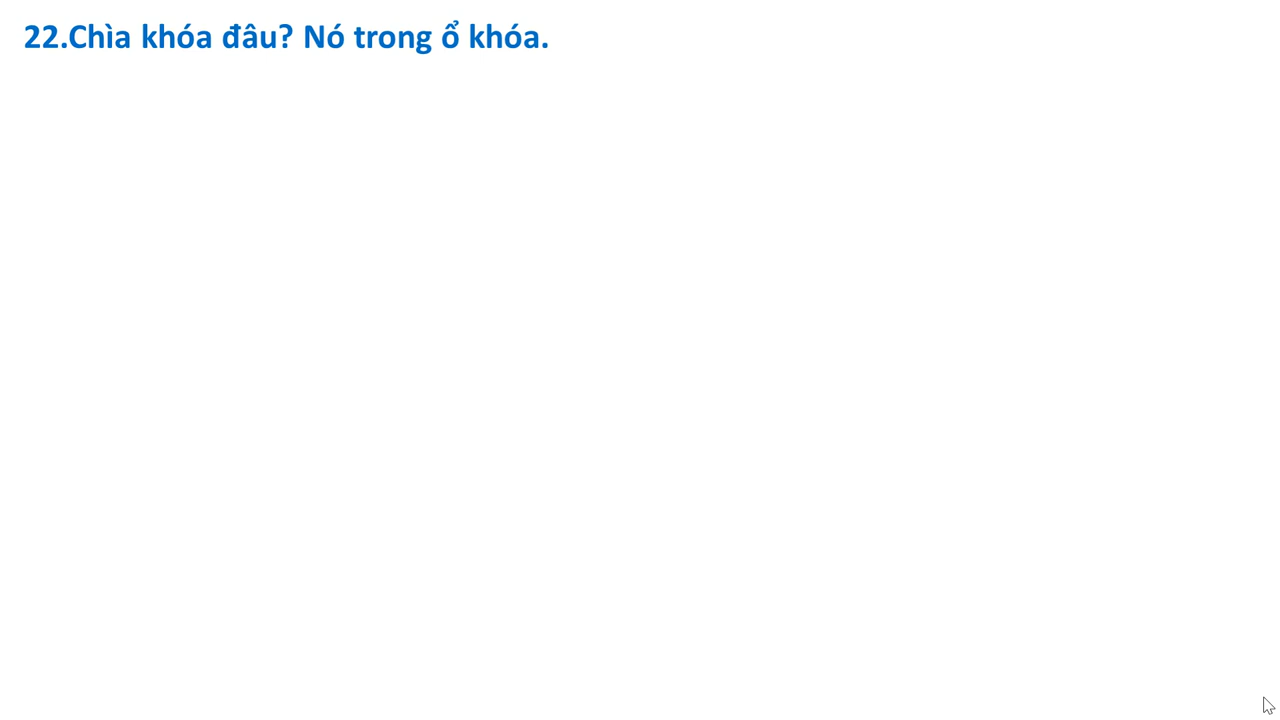 22.Chìa khóa đâu? Nó trong ổ khóa.